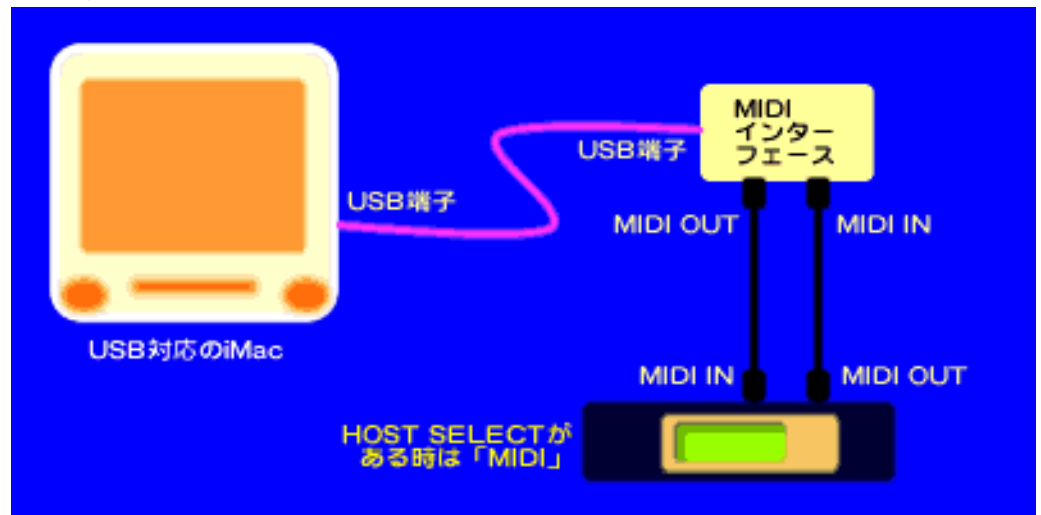 MIDI
インター
フェース
USB端子
USB端子
MIDI OUT
MIDI IN
USB対応のiMac
MIDI IN
MIDI OUT
HOST SELECTが
ある時は「MIDI」